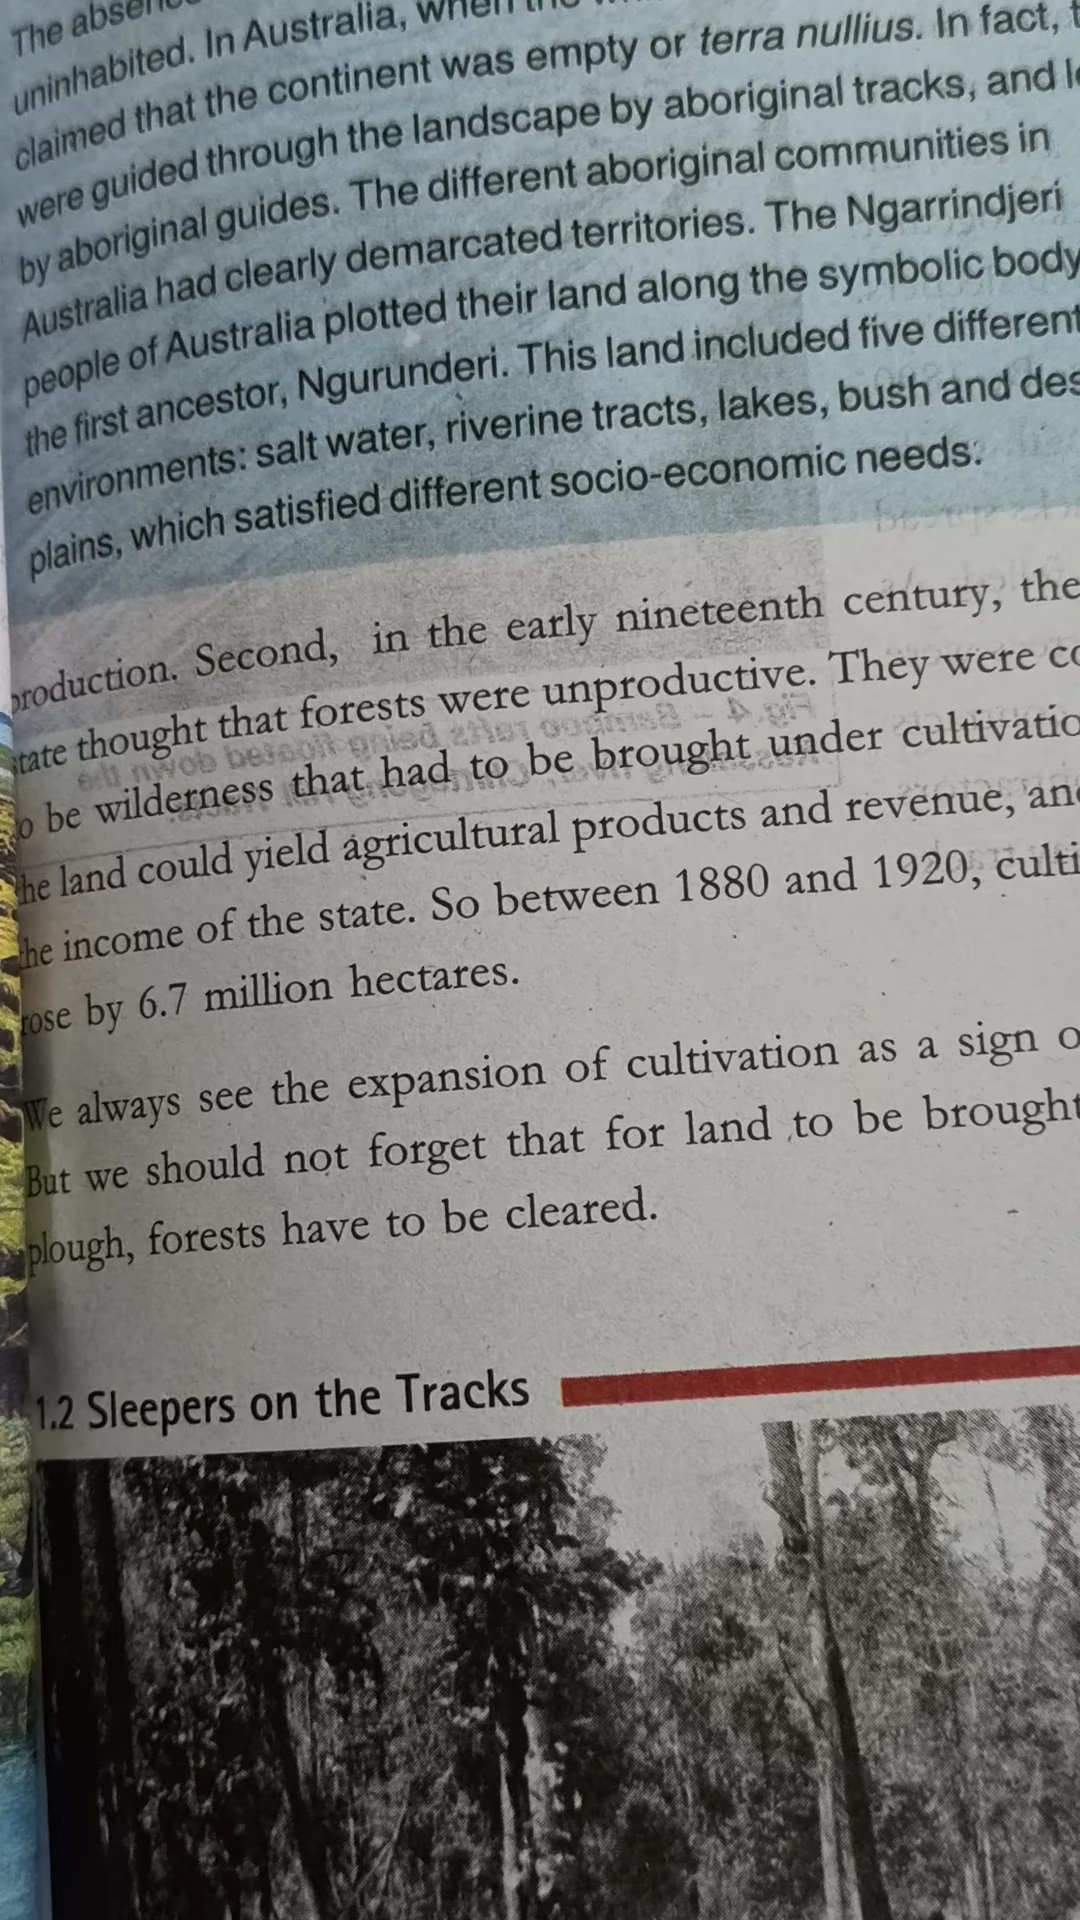 The
uninhabited. In Australia, when the
claimed that the continent was empty or terra nullius. In fact,
were guided through the landscape by aboriginal tracks, and
by aboriginal guides. The different aboriginal communities in
Australia had clearly demarcated territories. The Ngarrindjeri
people of Australia plotted their land along the symbolic body
the first ancestor, Ngurunderi. This land included five different
environments: salt water, riverine tracts, lakes, bush and des
plains, which satisfied different socio-economic needs.
production. Second, in the early nineteenth century, the
state thought that forests were unproductive. They were co
to be wilderness that had to be brought under cultivatio
the land could yield agricultural products and revenue, and
the income of the state. So between 1880 and 1920, culti
rose by 6.7 million hectares.
We always see the expansion of cultivation as a sign o
But we should not forget that for land to be brought
plough, forests have to be cleared.
1.2 Sleepers on the Tracks